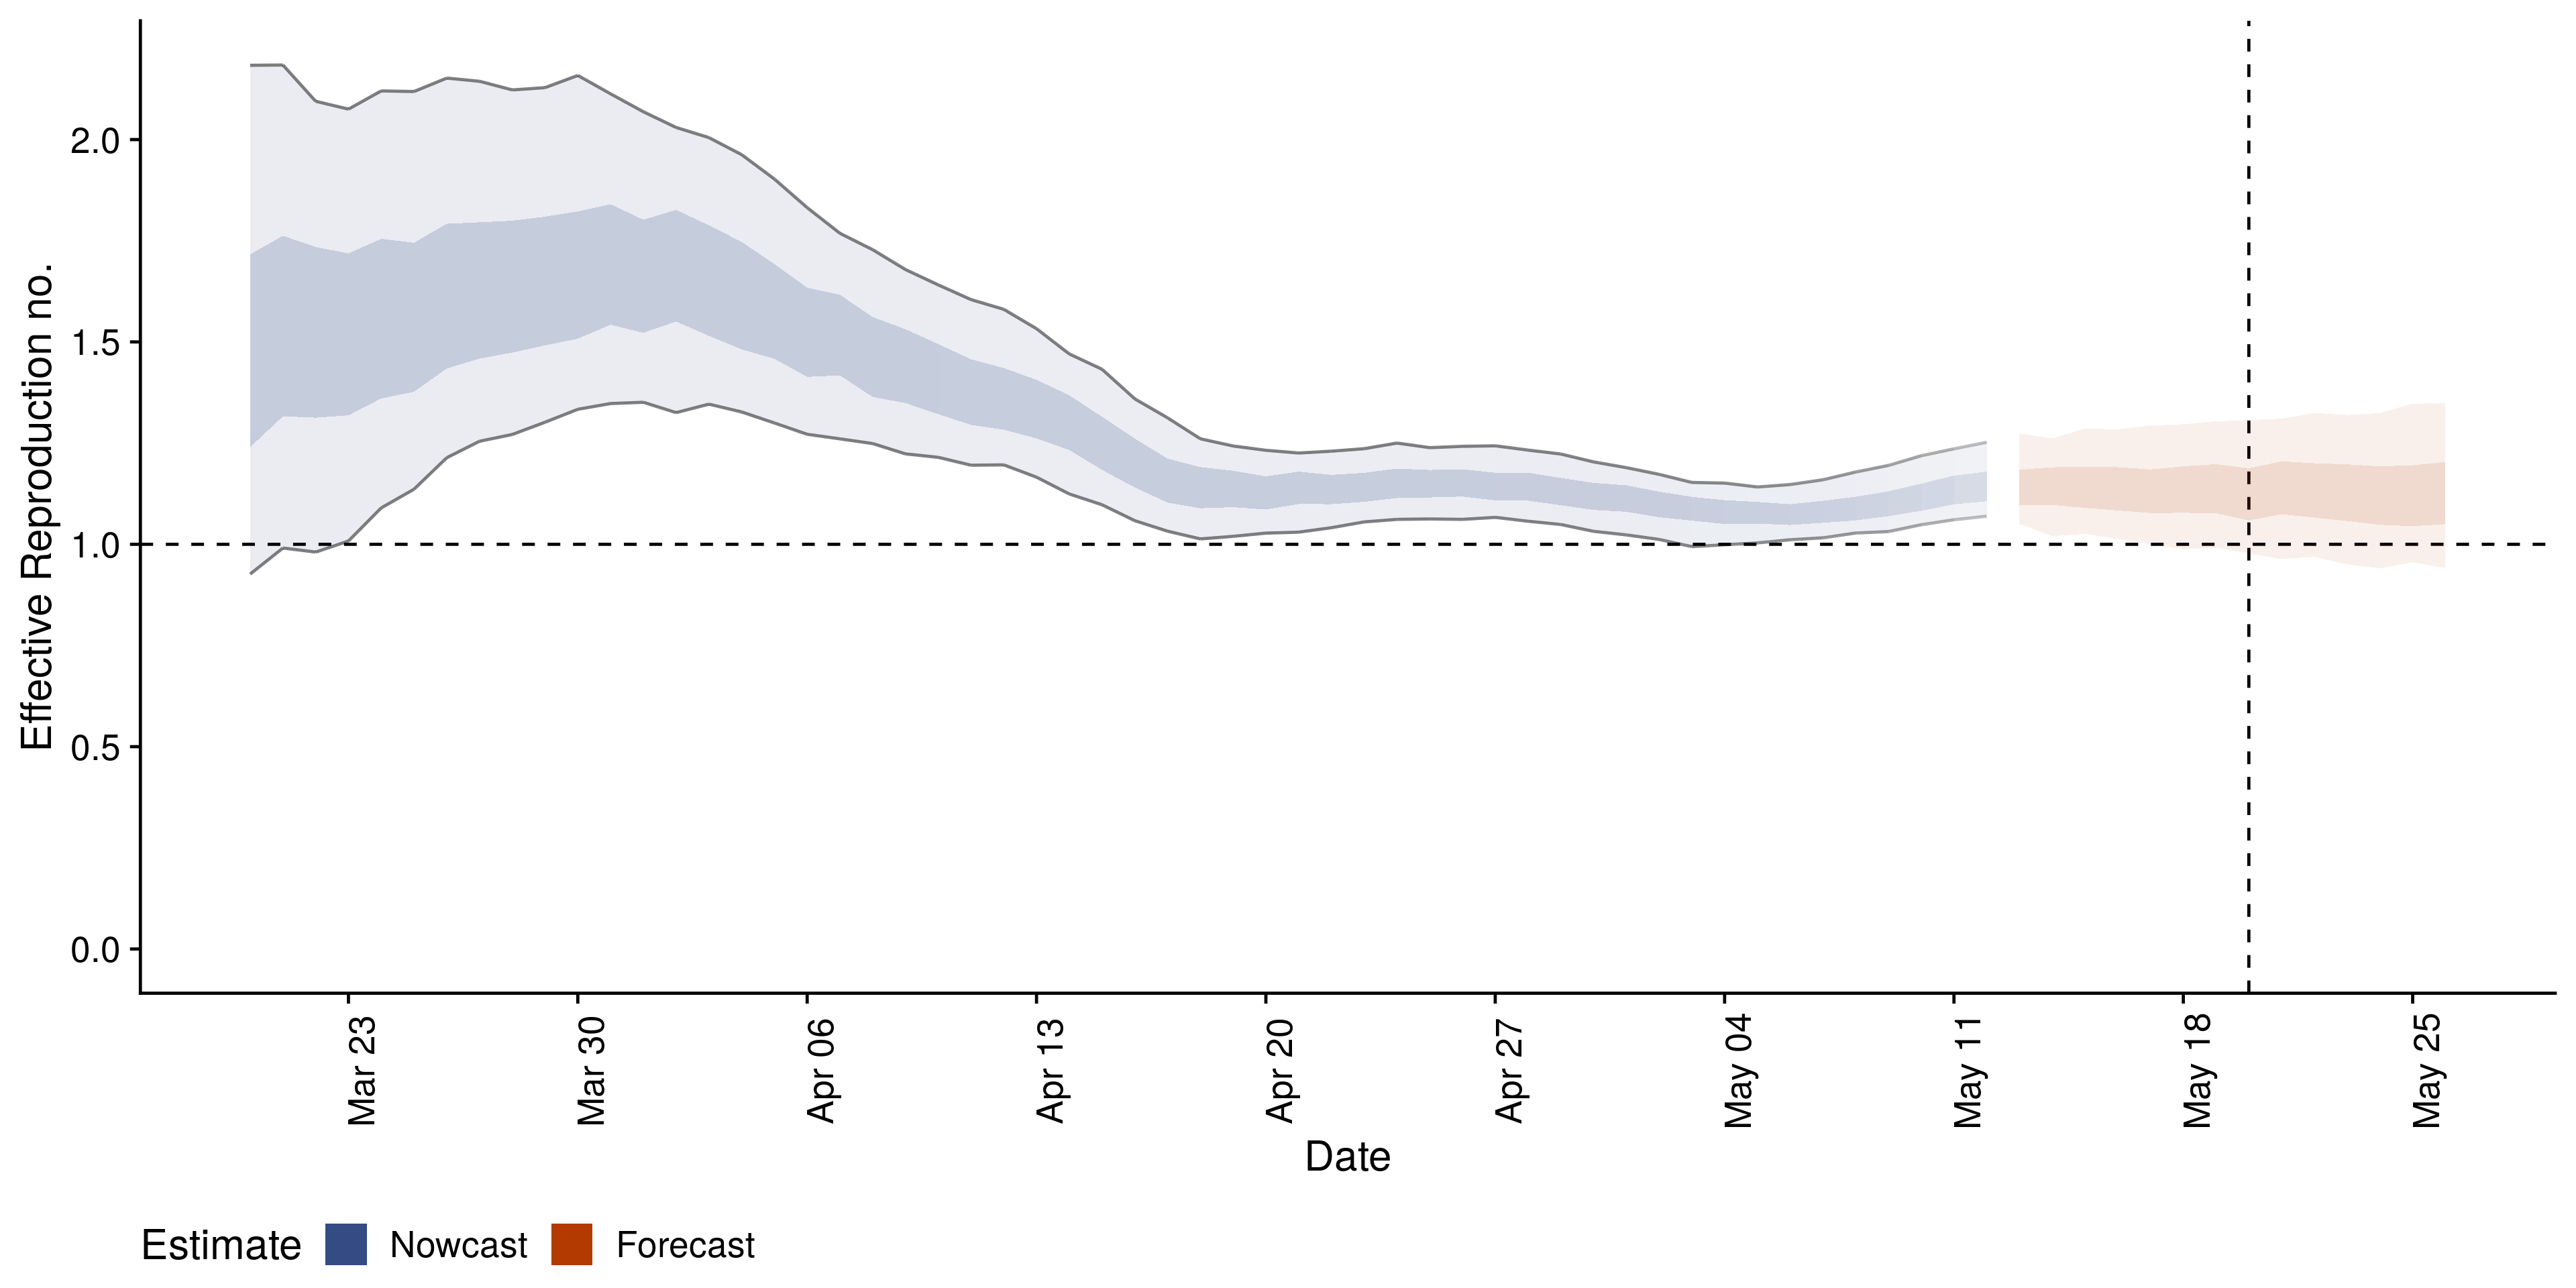 Effective Reproduction no.
2.0
1.5
1.0
0.5
0.0
Mar 23
Mar 30
Apr 06
Apr 13
Apr 20
Apr 27
May 04
May 11
May 18
May 25
Date
Estimate Nowcast Forecast